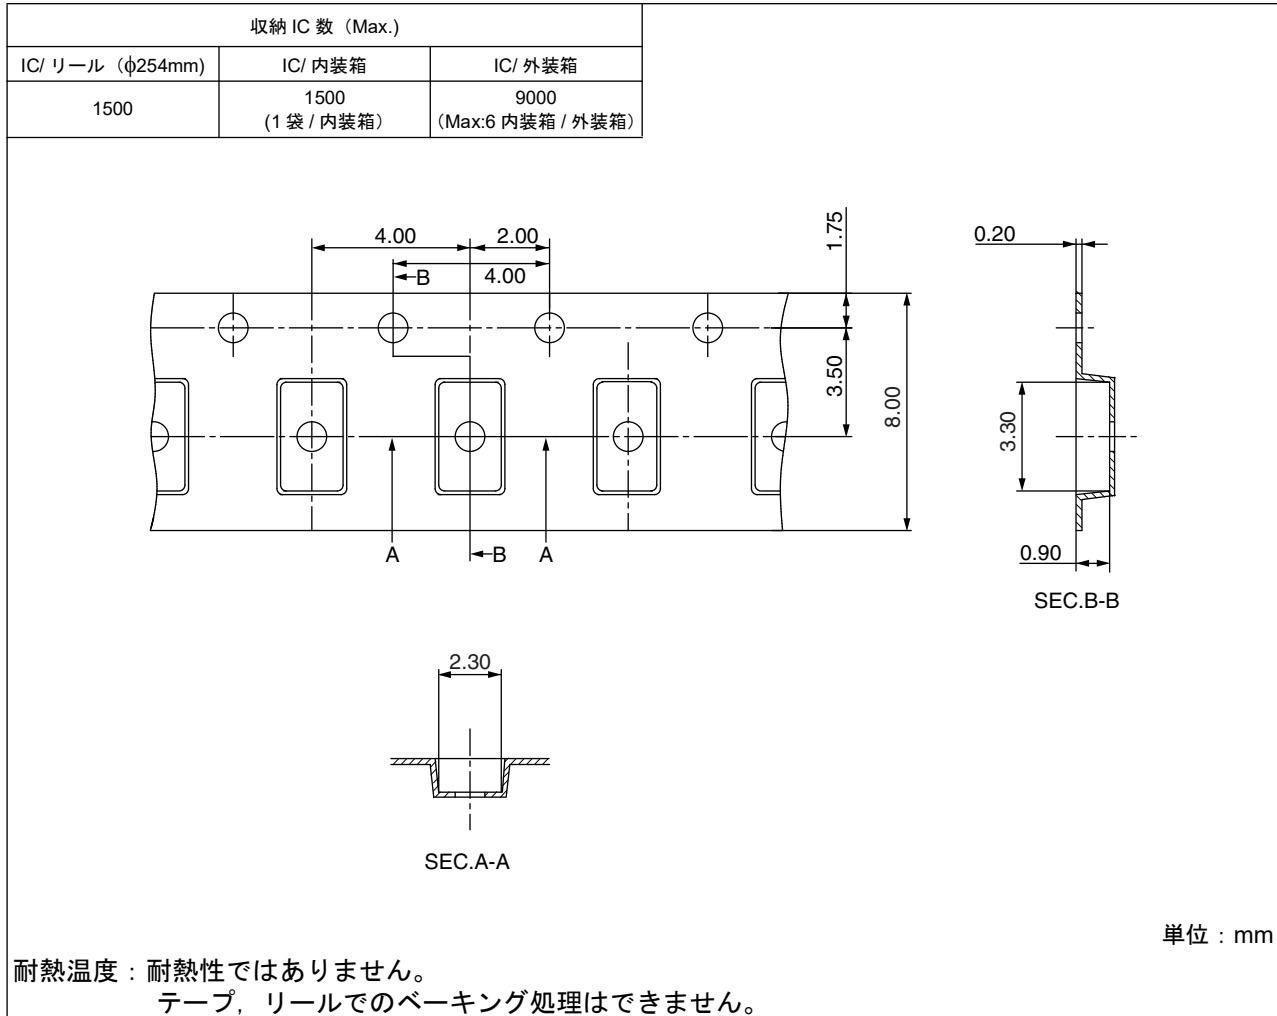 収納 IC 数（Max.)
IC/ リール（ϕ254mm)
IC/ 内装箱
IC/ 外装箱
1500
1500
(1 袋 / 内装箱）
9000
（Max:6 内装箱 / 外装箱）
4.00
2.00
4.00
B
1.75
3.50
8.00
A
B
A
0.20
3.30
0.90
SEC.B-B
2.30
SEC.A-A
単位：mm
耐熱温度：耐熱性ではありません。
テープ，リールでのベーキング処理はできません。